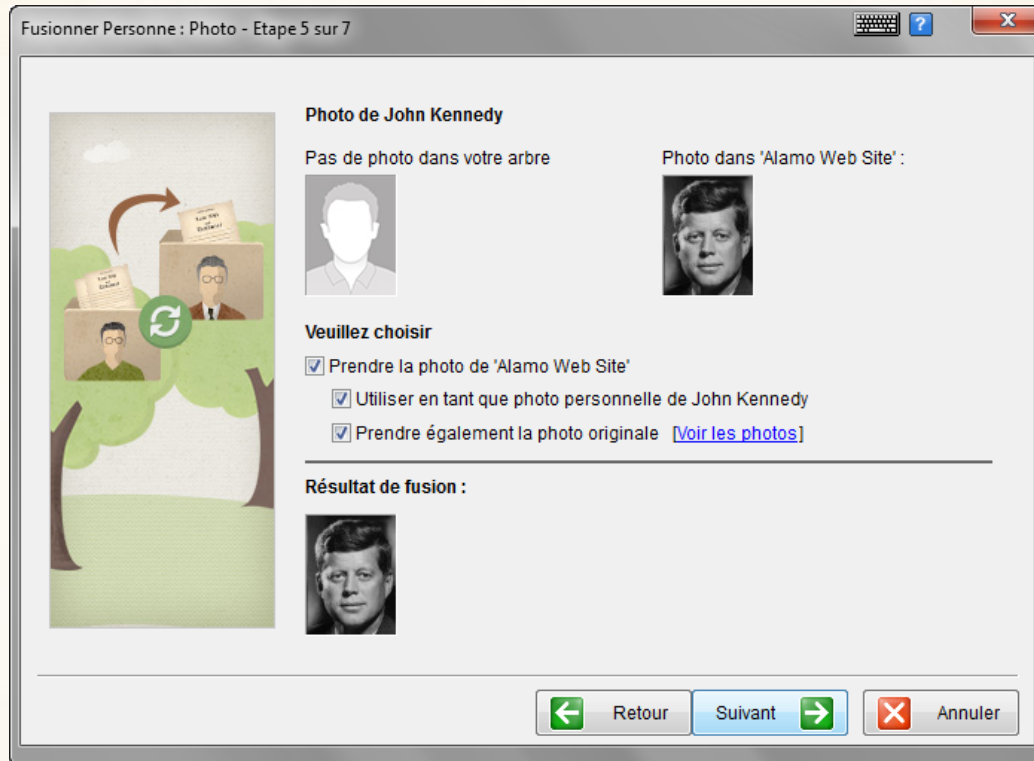 Fusionner Personne : Photo - Etape 5 sur 7
Photo de John Kennedy
Pas de photo dans votre arbre
Photo dans 'Alamo Web Site' :
Veuillez choisir
Prendre la photo de 'Alamo Web Site'
Utiliser en tant que photo personnelle de John Kennedy
Prendre également la photo originale [Voir les photos]
Résultat de fusion :
Retour
Suivant
Annuler